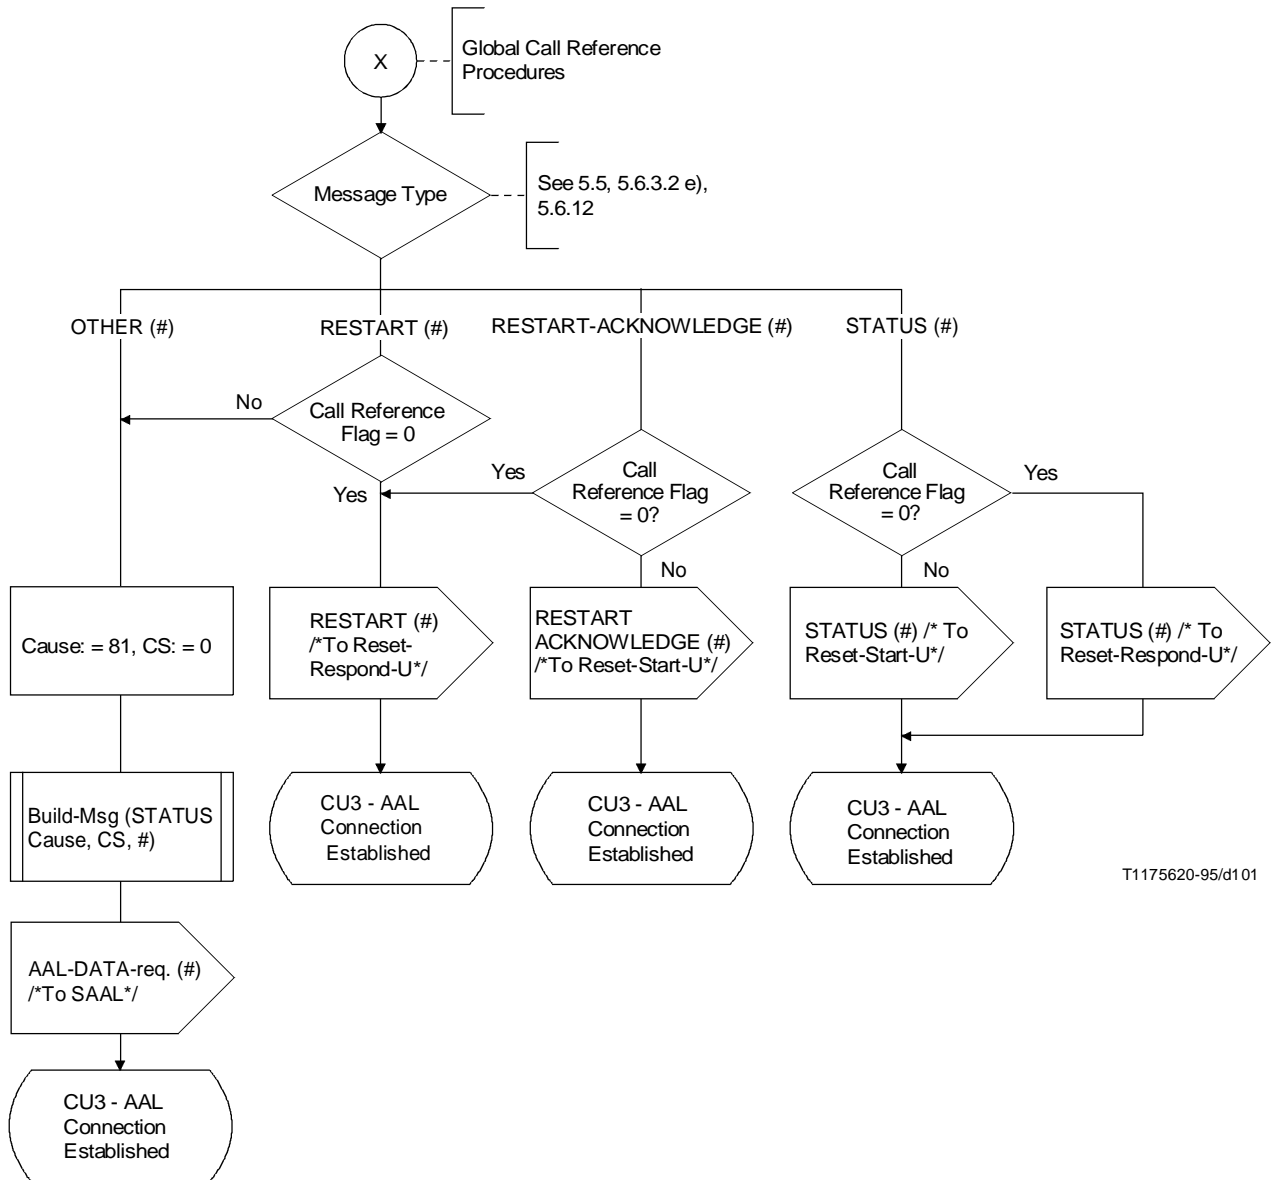 X
Global Call Reference
Procedures
Message Type
See 5.5, 5.6.3.2 e),
5.6.12
OTHER (#)
RESTART (#)
RESTART-ACKNOWLEDGE (#)
STATUS (#)
No
Call Reference
Flag = 0
Yes
Yes
Call
Reference Flag
= 0?
No
Call
Reference Flag
= 0?
Yes
No
Cause: = 81, CS: = 0
RESTART (#)
/*To Reset-
Respond-U*/
RESTART
ACKNOWLEDGE (#)
/*To Reset-Start-U*/
STATUS (#) /* To
Reset-Start-U*/
STATUS (#) /* To
Reset-Respond-U*/
Build-Msg (STATUS
Cause, CS, #)
CU3 - AAL
Connection
Established
CU3 - AAL
Connection
Established
CU3 - AAL
Connection
Established
T1175620-95/d101
AAL-DATA-req. (#)
/*To SAAL*/
CU3 - AAL
Connection
Established